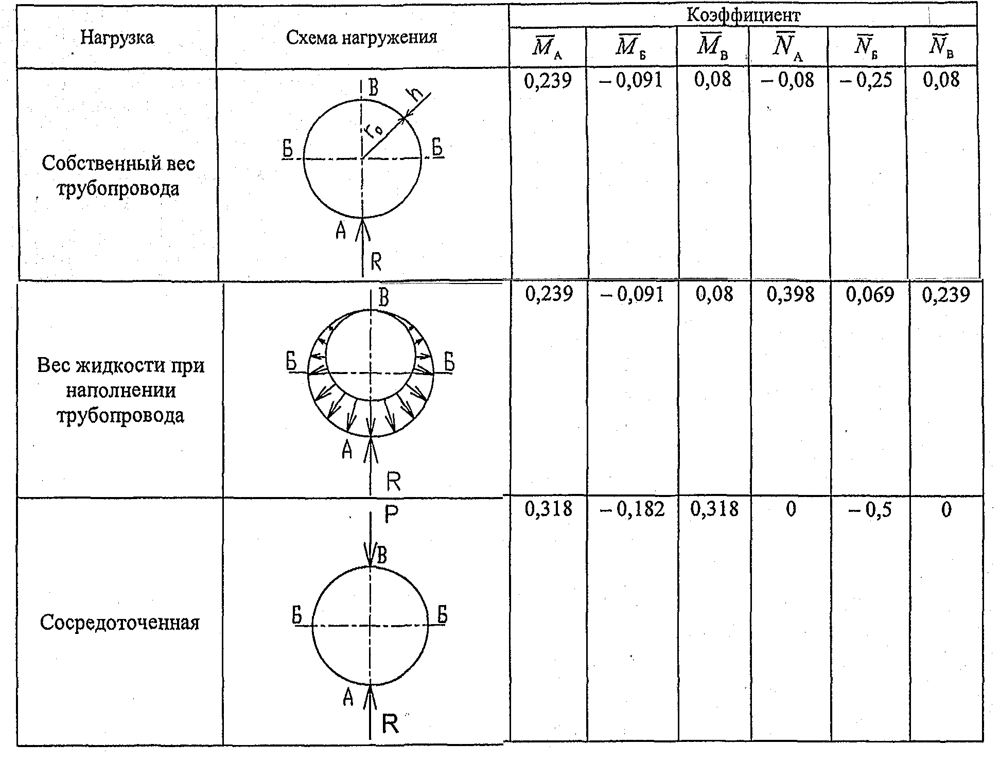 Нагрузка
Схема нагружения
Коэффициент
M̅А M̅Б M̅В N̅А N̅Б N̅В
Собственный вес
трубопровода
В
h
r₀
Б Б
А
R
0,239 – 0,091 0,08 – 0,08 – 0,25 0,08
Вес жидкости при
наполнении
трубопровода
В
Б Б
А
R
0,239 – 0,091 0,08 0,398 0,069 0,239
Сосредоточенная
P
В
Б Б
А
R
0,318 – 0,182 0,318 0 – 0,5 0